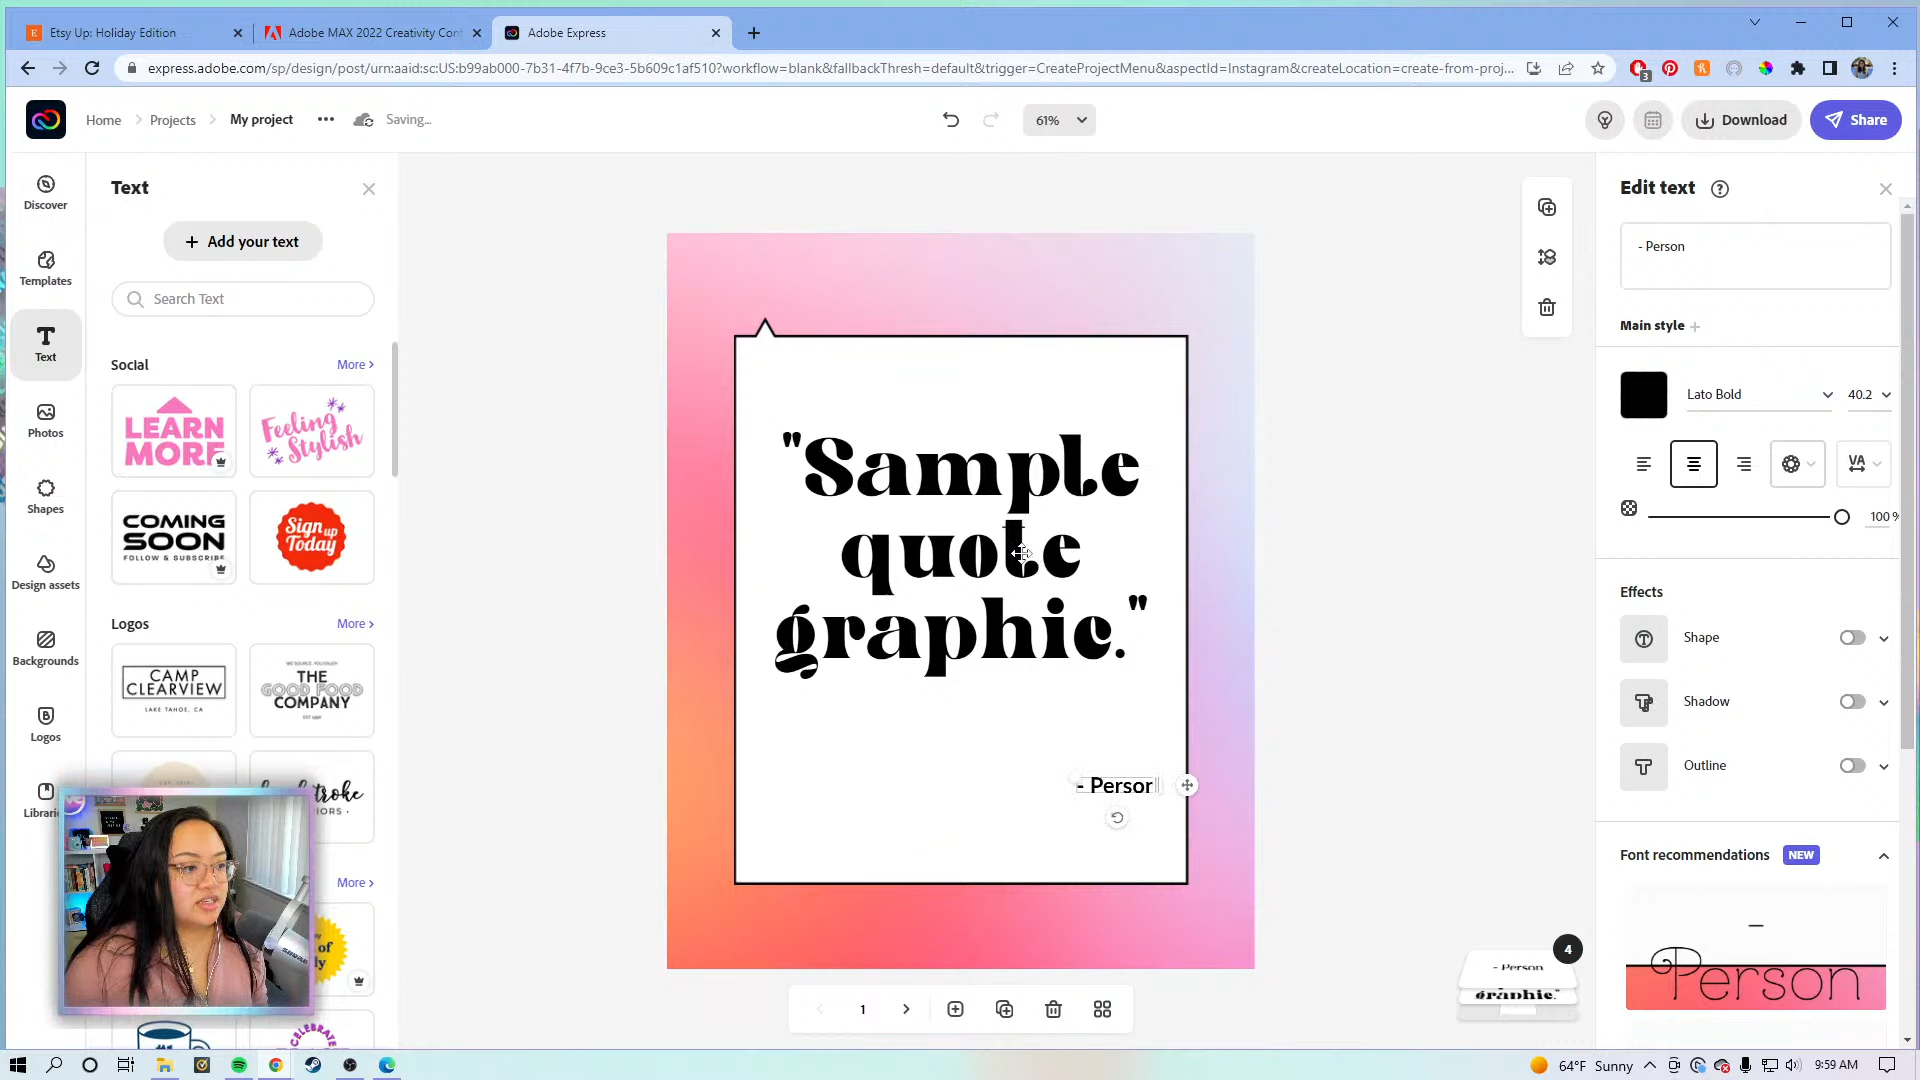 Etsy Up: Holiday Edition
Adobe MAX 2022 Creativity Conf
Adobe Express
express.adobe.com/sp/design/post/urn:aaid:sc:US:b99ab000-7b31-4f7b-9ce3-5b609c1af510?workflow=blank&fallbackThresh=default&trigger=CreateProjectMenu&aspectId=Instagram&createLocation=create-from-proj...
3
Home
Projects
My project
Saving...
61%
Download
Share
Discover
Templates
Text
Photos
Shapes
Design assets
Backgrounds
Logos
Librari
Text
Add your text
Search Text
Social
More
LEARN MORE
Feeling Stylish
COMING SOON
FOLLOW & SUBSCRIBE
Sign up Today
Logos
More
CAMP CLEARVIEW
LAKE TAHOE, CA
THE GOOD FOOD COMPANY
More
CELEBRATE
"Sample
quote
graphic."
- Person
1
4
- Person
graphic."
Edit text
- Person
Main style
Lato Bold
40.2
VA
100 %
Effects
Shape
Shadow
Outline
Font recommendations
NEW
– Person
64°F Sunny
9:59 AM